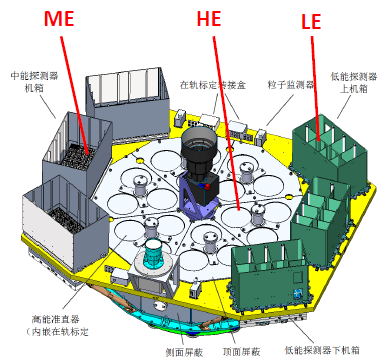 ME
HE
LE
中能探测器
机箱
在轨标定转接盒
粒子监测器
低能探测器
上机箱
高能准直器
(内嵌在轨标定
侧面屏蔽
顶面屏蔽
低能探测器下机箱